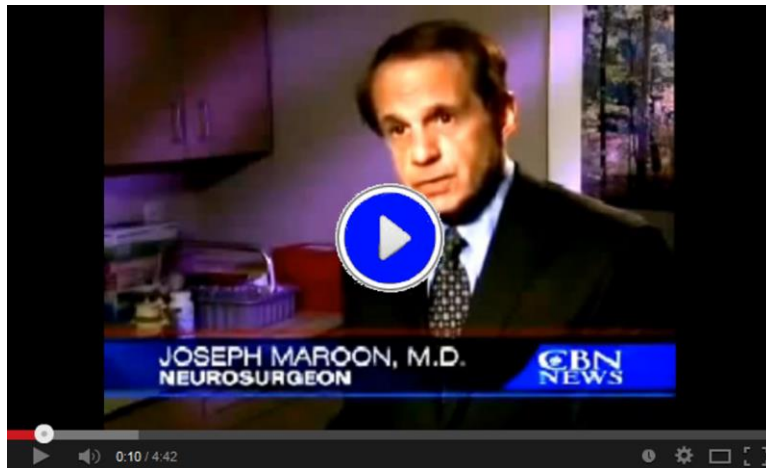 JOSEPH MAROON, M.D.
NEUROSURGEON
CBN
NEWS
0:10 / 4:42